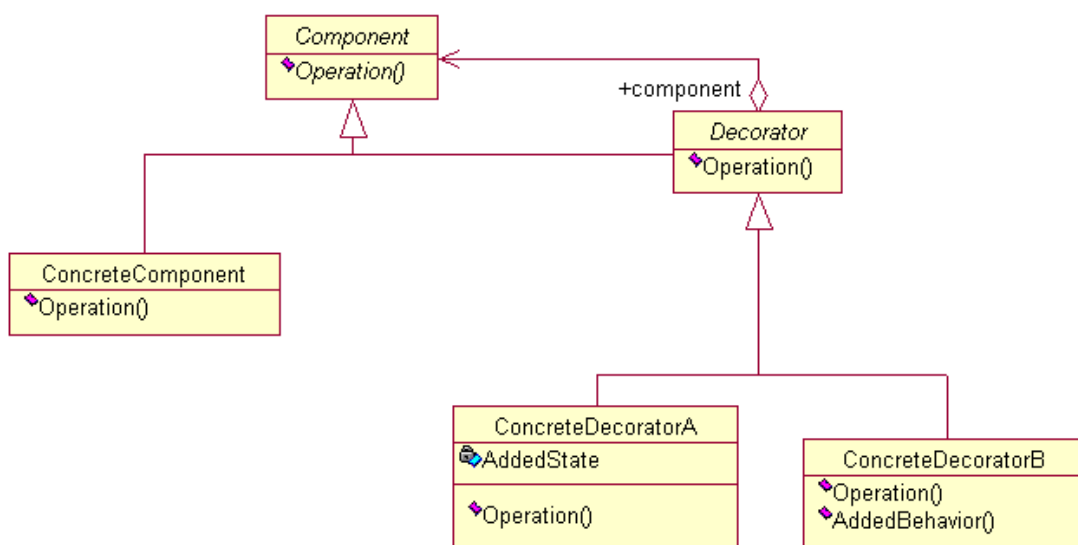 Component
Operation()
+component
Decorator
Operation()
ConcreteComponent
Operation()
ConcreteDecoratorA
AddedState
Operation()
ConcreteDecoratorB
Operation()
AddedBehavior()